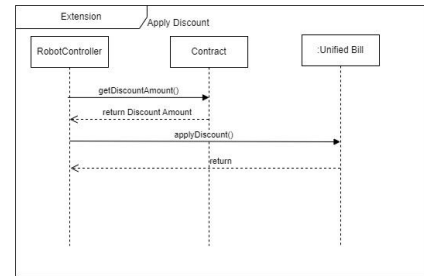 Extension
Apply Discount
RobotController
Contract
:Unified Bill
getDiscountAmount()
return Discount Amount
applyDiscount()
return